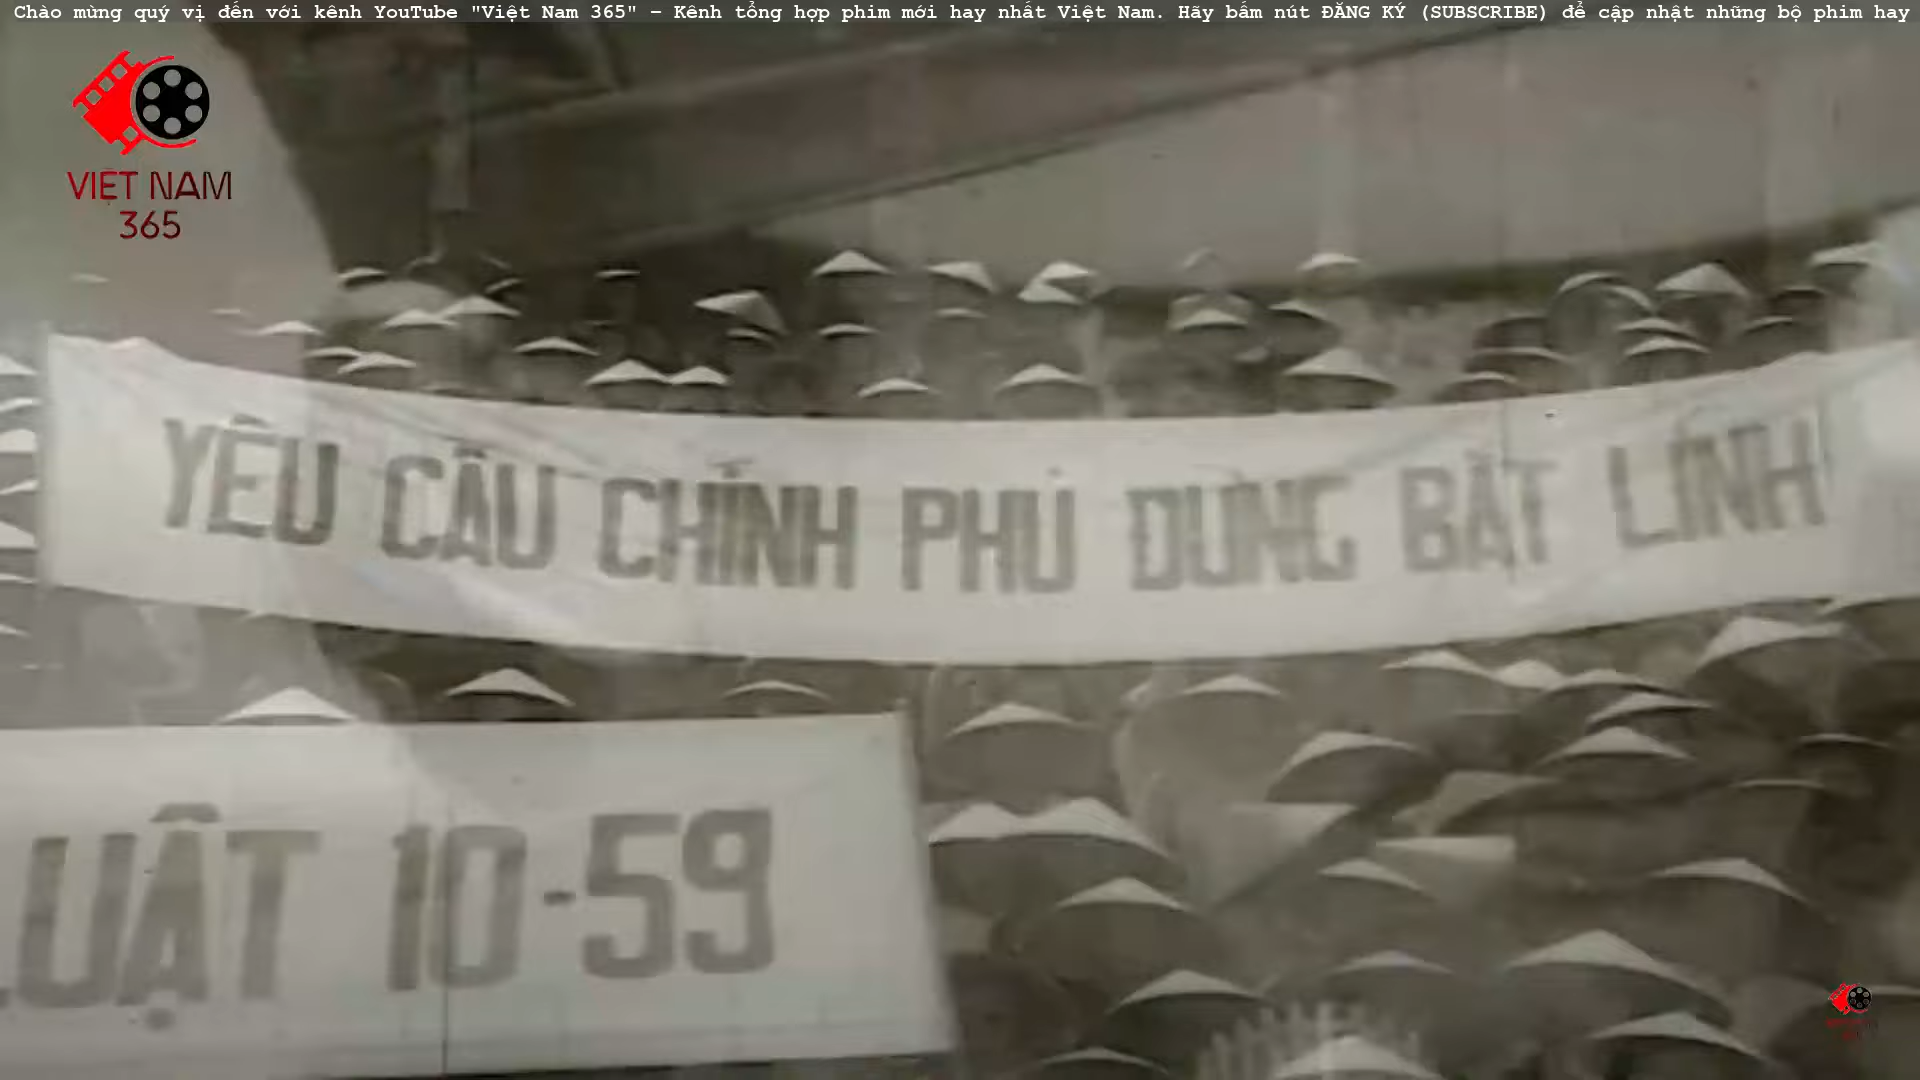 Chào mừng quý vị đến với kênh YouTube "Việt Nam 365" - Kênh tổng hợp phim mới hay nhất Việt Nam. Hãy bấm nút ĐĂNG KÝ (SUBSCRIBE) để cập nhật những bộ phim hay
VIỆT NAM
365
YÊU CẦU CHÍNH PHỦ DỪNG BẮT LÍNH
LUẬT 10-59